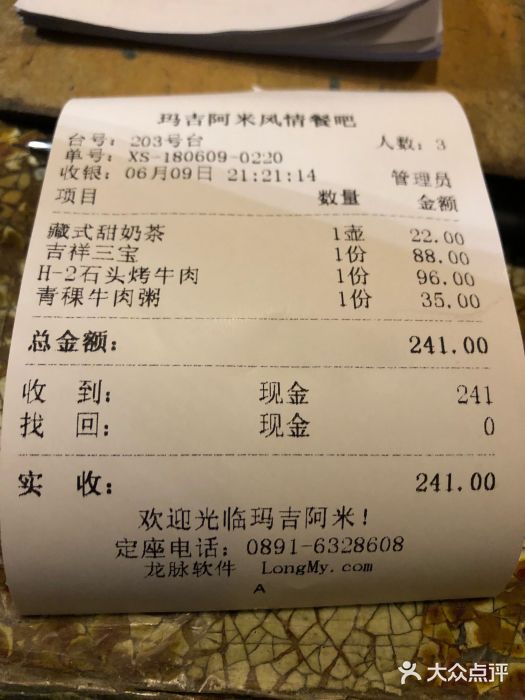 玛吉阿米风情餐吧
台号：203号台 人数：3
单号：XS-180609-0220
收银：06月09日 21:21:14 管理员
项目 数量 金额
藏式甜奶茶 1壶 22.00
吉祥三宝 1份 88.00
H-2石头烤牛肉 1份 96.00
青稞牛肉粥 1份 35.00
总金额： 241.00
收 到： 现金 241
找 回： 现金 0
实 收： 241.00
欢迎光临玛吉阿米！
定座电话：0891-6328608
龙脉软件 LongMy.com
A
大众点评